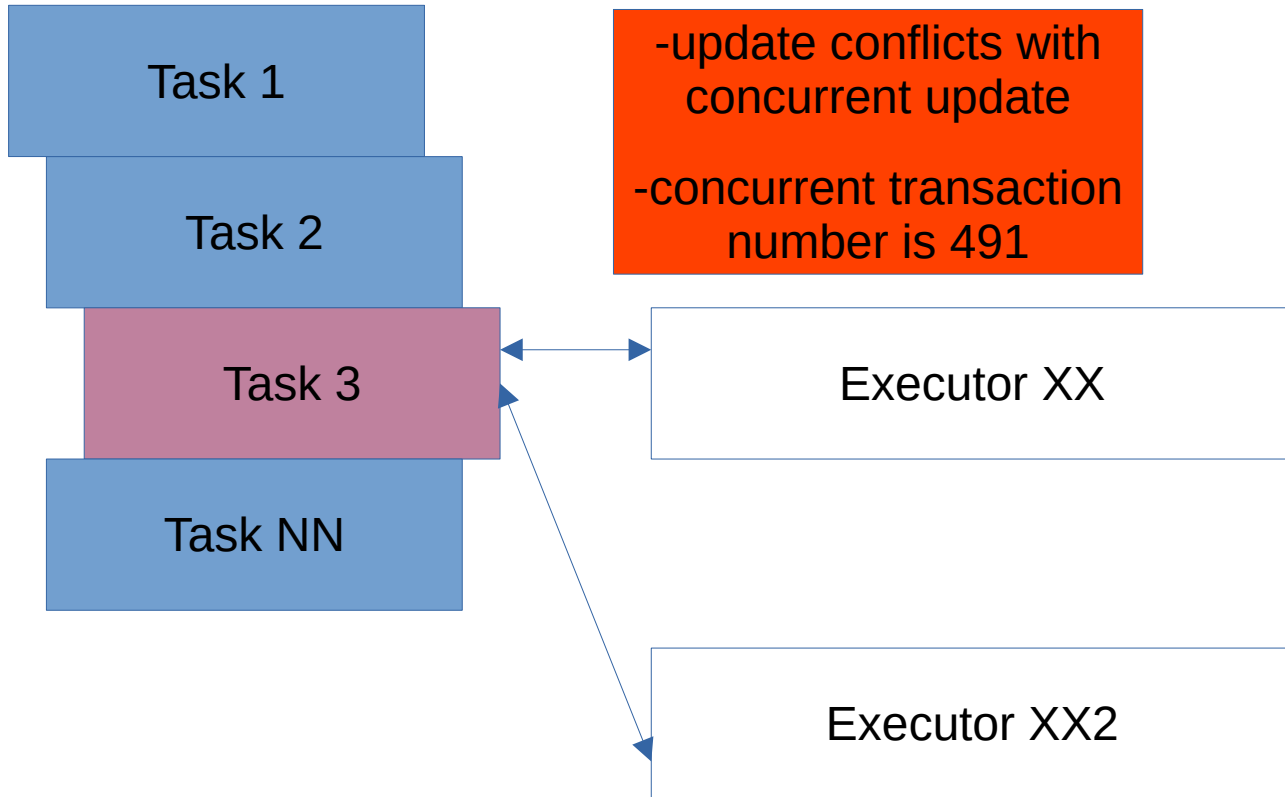 Task 1
-update conflicts with
concurrent update
-concurrent transaction
number is 491
Task 2
Task 3
Executor XX
Task NN
Executor XX2